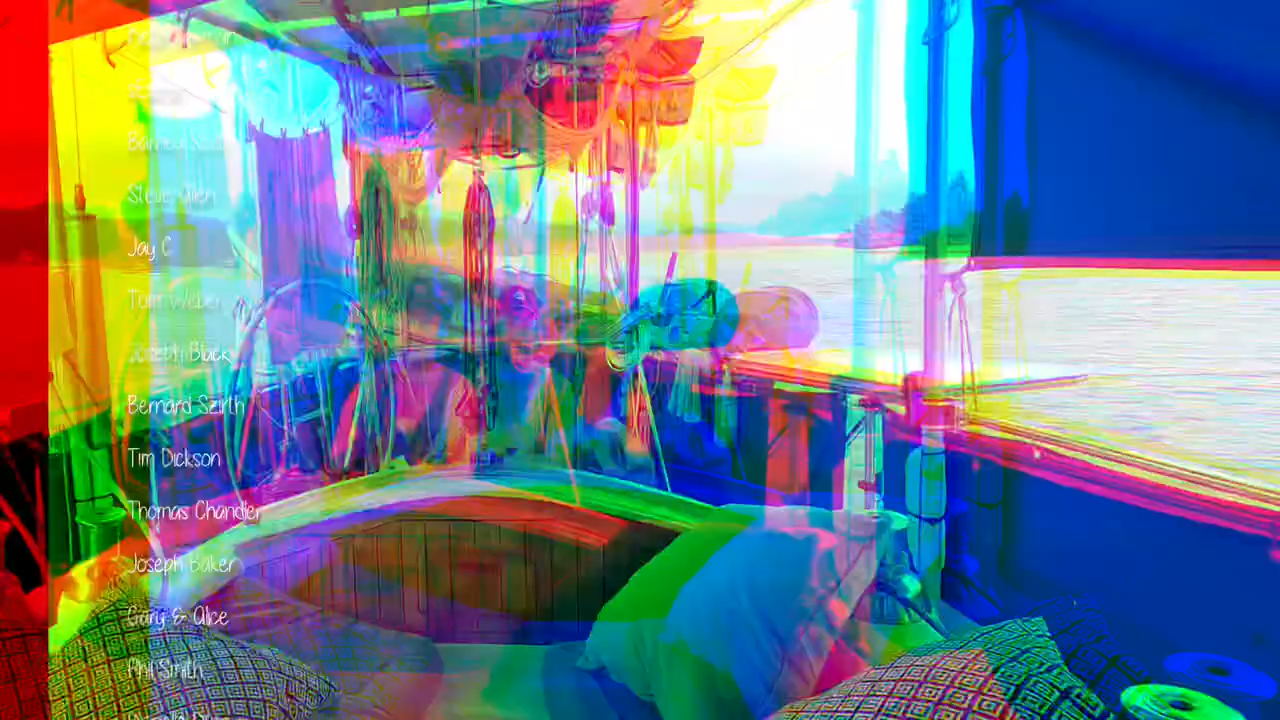 Steve Allen
Jay C
Tom Weber
Joseph Black
Bernard Szirth
Tim Dickson
Thomas Chandler
Joseph Baker
Gary & Alice
Phil Smith